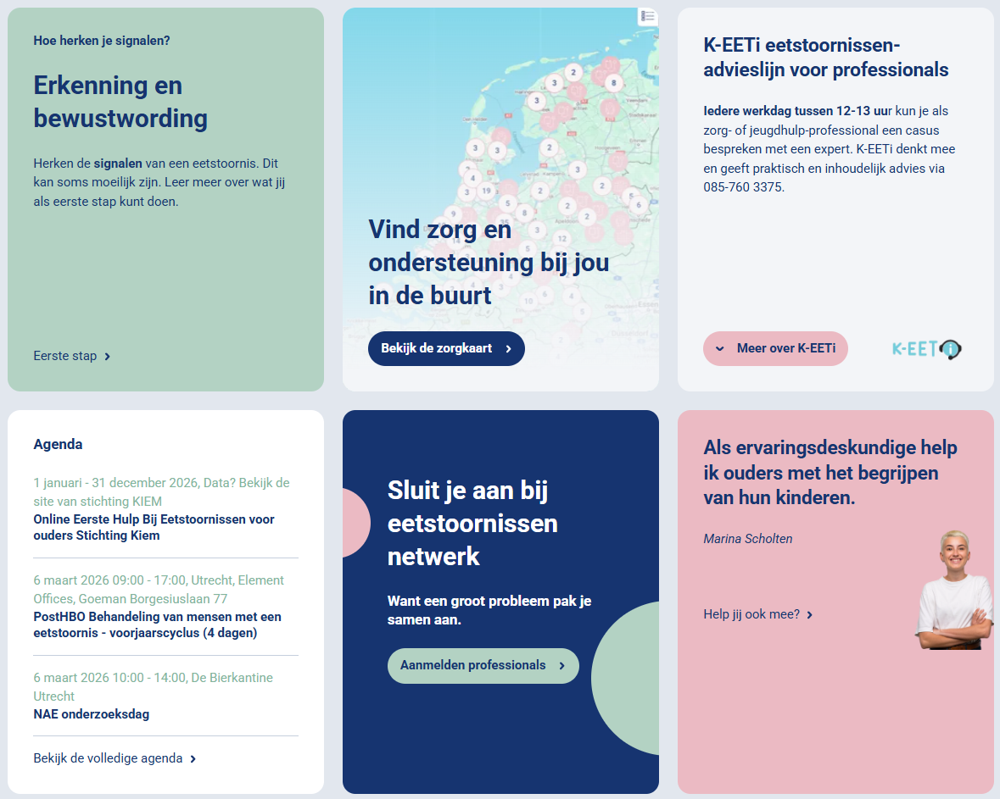 Hoe herken je signalen?
Erkenning en
bewustwording
Herken de signalen van een eetstoornis. Dit
kan soms moeilijk zijn. Leer meer over wat jij
als eerste stap kunt doen.
Eerste stap
Vind zorg en
ondersteuning bij jou
in de buurt
Bekijk de zorgkaart
K-EETi eetstoornissen-
advieslijn voor professionals
Iedere werkdag tussen 12-13 uur kun je als
zorg- of jeugdhulp-professional een casus
bespreken met een expert. K-EETi denkt mee
en geeft praktisch en inhoudelijk advies via
085-760 3375.
Meer over K-EETi
K-EETi
Agenda
1 januari - 31 december 2026, Data? Bekijk de
site van stichting KIEM
Online Eerste Hulp Bij Eetstoornissen voor
ouders Stichting Kiem
6 maart 2026 09:00 - 17:00, Utrecht, Element
Offices, Goeman Borgesiuslaan 77
PostHBO Behandeling van mensen met een
eetstoornis - voorjaarscyclus (4 dagen)
6 maart 2026 10:00 - 14:00, De Bierkantine
Utrecht
NAE onderzoeksdag
Bekijk de volledige agenda
Sluit je aan bij
eetstoornissen
netwerk
Want een groot probleem pak je
samen aan.
Aanmelden professionals
Als ervaringsdeskundige help
ik ouders met het begrijpen
van hun kinderen.
Marina Scholten
Help jij ook mee?